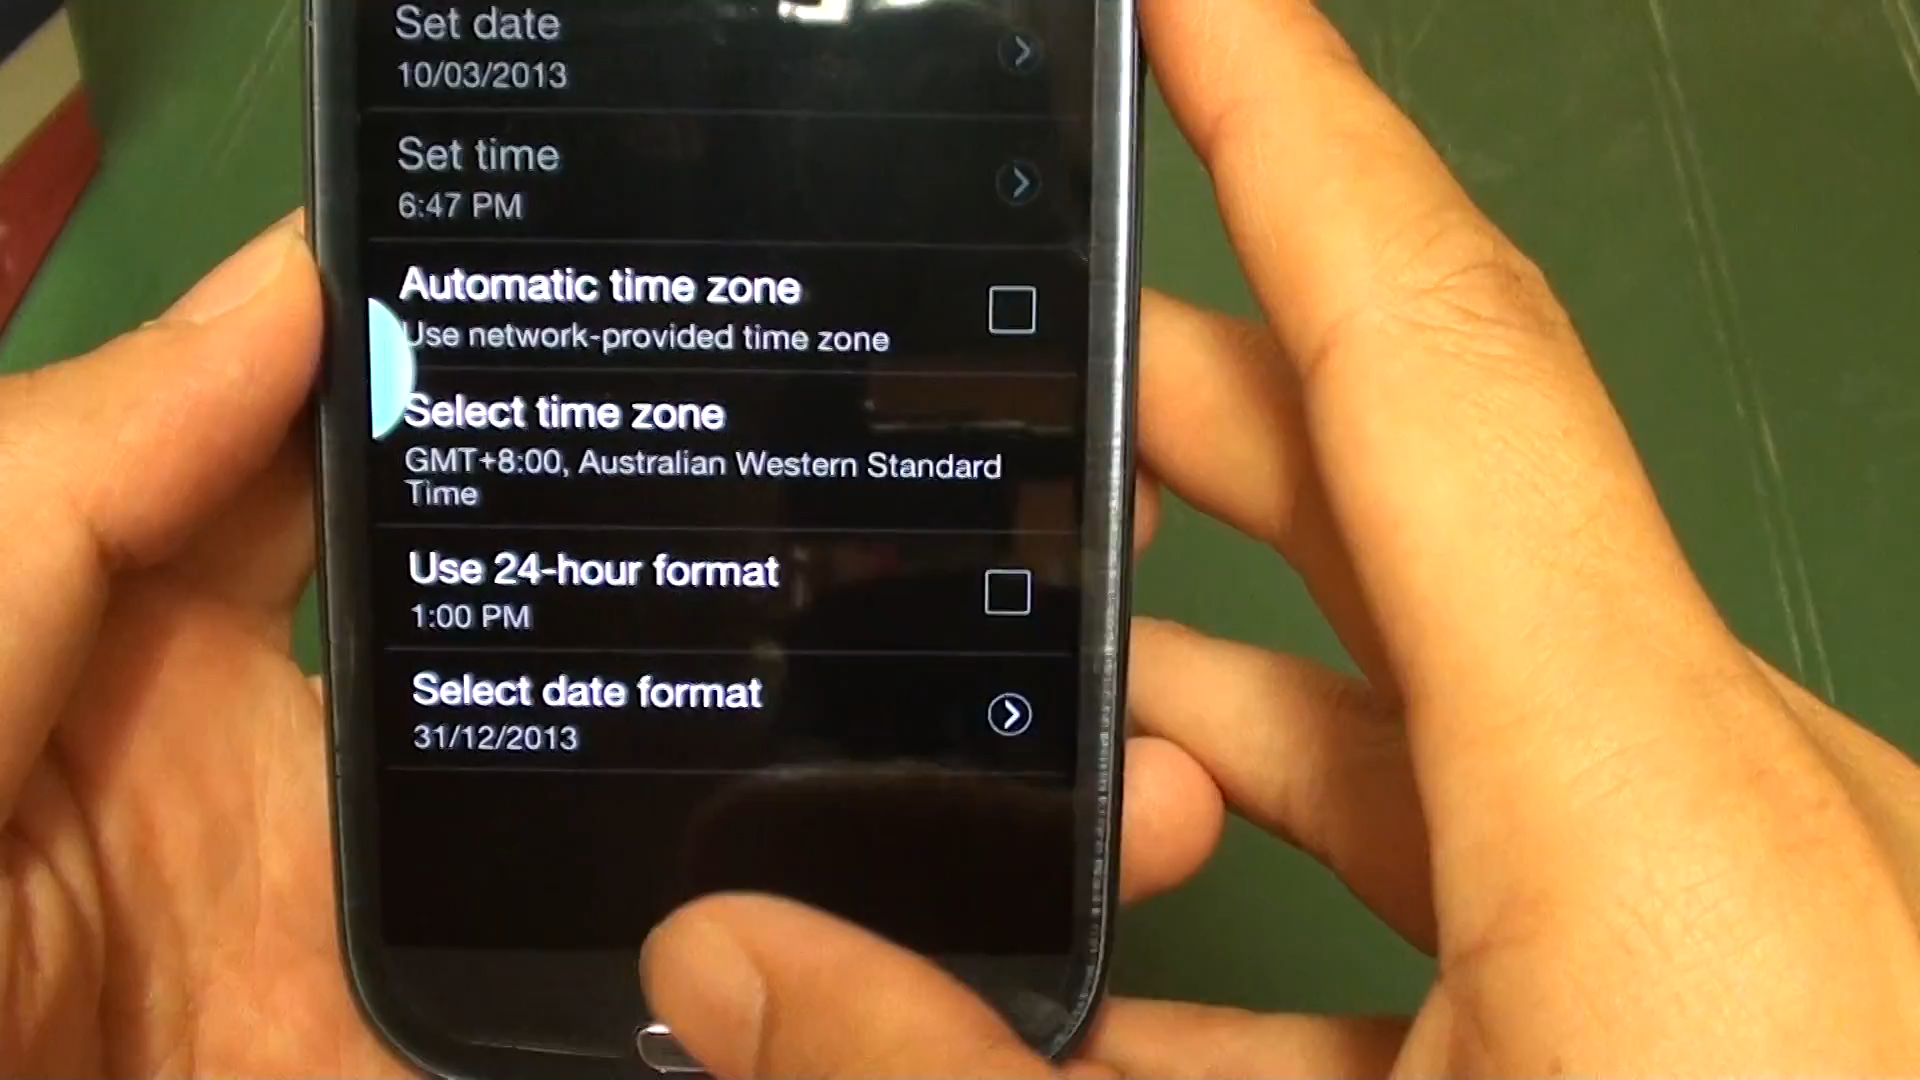 Set date
10/03/2013
Set time
6:47 PM
Automatic time zone
Use network-provided time zone
Select time zone
GMT+8:00, Australian Western Standard
Time
Use 24-hour format
1:00 PM
Select date format
31/12/2013